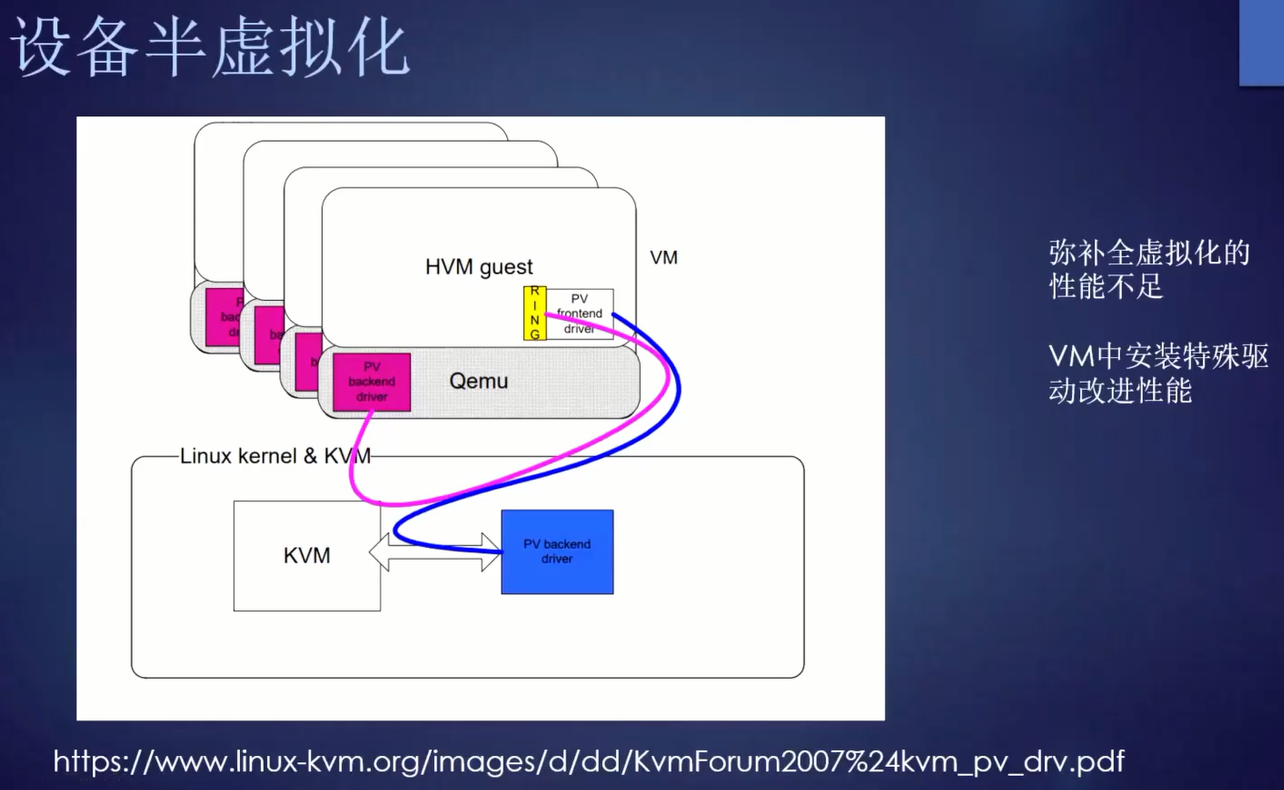 设备半虚拟化
HVM guest
VM
R
I
N
G
PV
frontend
driver
PV
backend
driver
Qemu
Linux kernel & KVM
KVM
PV backend
driver
弥补全虚拟化的
性能不足
VM中安装特殊驱
动改进性能
https://www.linux-kvm.org/images/d/dd/KvmForum2007%24kvm_pv_drv.pdf